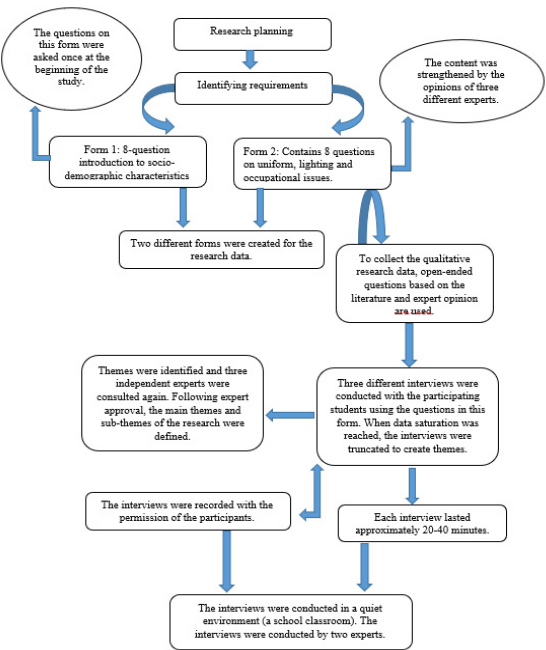 The questions on
this form were
asked once at the
beginning of the
study.
Research planning
Identifying requirements
The content was
strengthened by the
opinions of three
different experts.
Form 1: 8-question
introduction to socio-
demographic characteristics
Form 2: Contains 8 questions
on uniform, lighting and
occupational issues.
Two different forms were created for the
research data.
To collect the qualitative
research data, open-ended
questions based on the
literature and expert opinion
are used.
Themes were identified and three
independent experts were
consulted again. Following expert
approval, the main themes and
sub-themes of the research were
defined.
Three different interviews were
conducted with the participating
students using the questions in this
form. When data saturation was
reached, the interviews were
truncated to create themes.
The interviews were recorded with the
permission of the participants.
Each interview lasted
approximately 20-40 minutes.
The interviews were conducted in a quiet
environment (a school classroom). The
interviews were conducted by two experts.